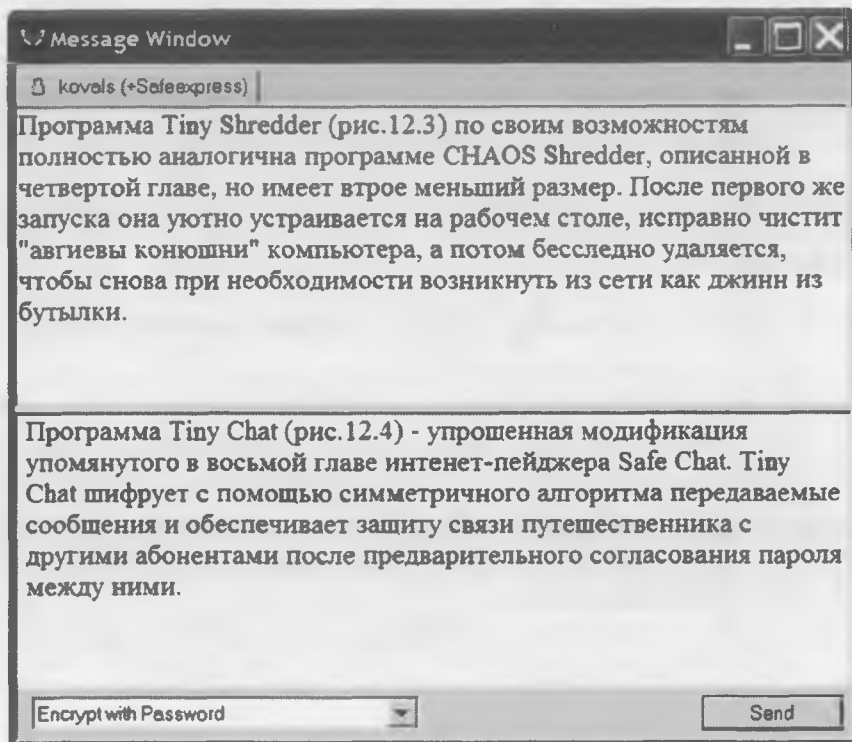 Message Window
kovals (+Safeexpress)
Программа Tiny Shredder (рис.12.3) по своим возможностям
полностью аналогична программе CHAOS Shredder, описанной в
четвертой главе, но имеет втрое меньший размер. После первого же
запуска она уютно устраивается на рабочем столе, исправно чистит
"авгиевы конюшни" компьютера, а потом бесследно удаляется,
чтобы снова при необходимости возникнуть из сети как джинн из
бутылки.
Программа Tiny Chat (рис.12.4) - упрошенная модификация
упомянутого в восьмой главе интенет-пейджера Safe Chat. Tiny
Chat шифрует с помощью симметричного алгоритма передаваемые
сообщения и обеспечивает защиту связи путешественника с
другими абонентами после предварительного согласования пароля
между ними.
Encrypt with Password
Send